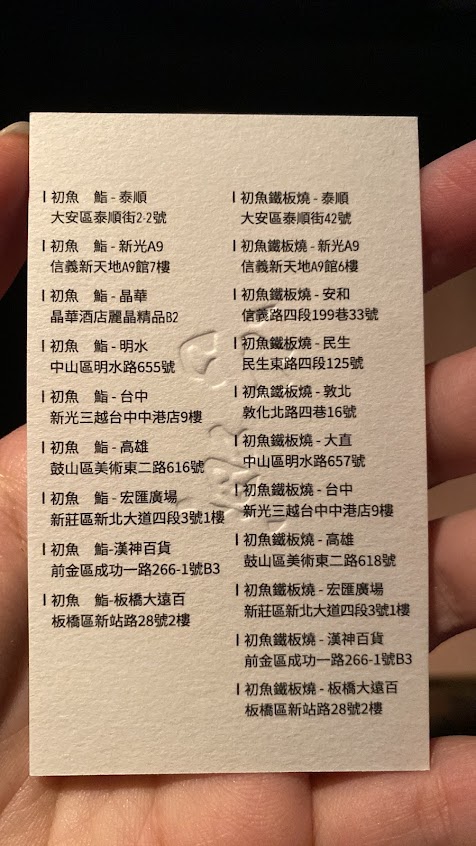 初魚 鮨 - 泰順
大安區泰順街2-2號
初魚 鮨 - 新光A9
信義新天地A9館7樓
初魚 鮨 - 晶華
晶華酒店麗晶精品B2
初魚 鮨 - 明水
中山區明水路655號
初魚 鮨 - 台中
新光三越台中中港店9樓
初魚 鮨 - 高雄
鼓山區美術東二路616號
初魚 鮨 - 宏匯廣場
新莊區新北大道四段3號1樓
初魚 鮨-漢神百貨
前金區成功一路266-1號B3
初魚 鮨-板橋大遠百
板橋區新站路28號2樓
初魚鐵板燒 - 泰順
大安區泰順街42號
初魚鐵板燒 - 新光A9
信義新天地A9館6樓
初魚鐵板燒 - 安和
信義路四段199巷33號
初魚鐵板燒 - 民生
民生東路四段125號
初魚鐵板燒 - 敦北
敦化北路四巷16號
初魚鐵板燒 - 大直
中山區明水路657號
初魚鐵板燒 - 台中
新光三越台中中港店9樓
初魚鐵板燒 - 高雄
鼓山區美術東二路618號
初魚鐵板燒 - 宏匯廣場
新莊區新北大道四段3號1樓
初魚鐵板燒 - 漢神百貨
前金區成功一路266-1號B3
初魚鐵板燒 - 板橋大遠百
板橋區新站路28號2樓